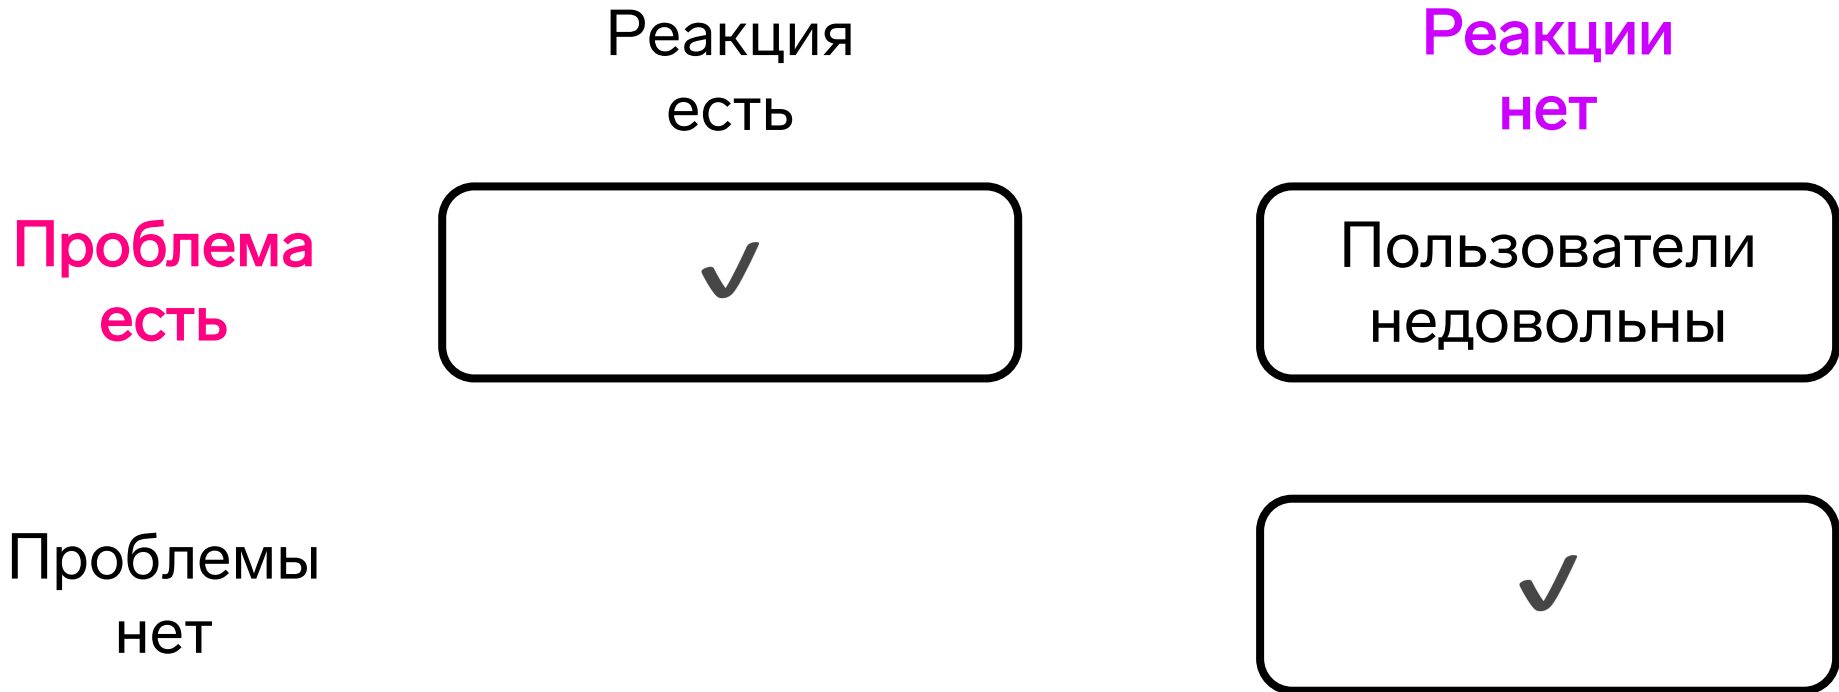 Реакция
есть
Реакции
нет
Проблема
есть
✔
Пользователи
недовольны
Проблемы
нет
✔